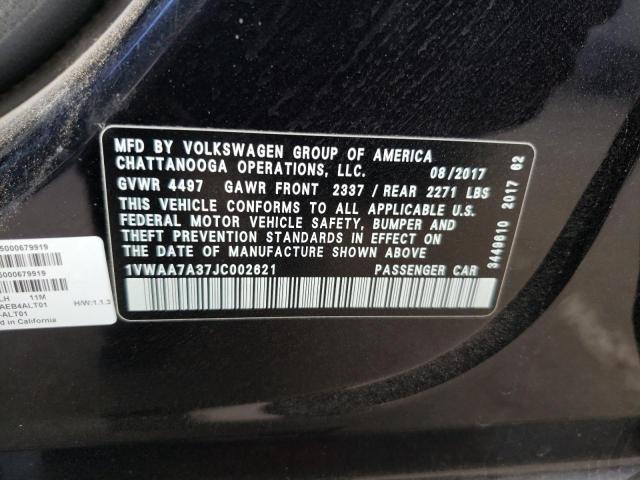 MFD BY VOLKSWAGEN GROUP OF AMERICA
CHATTANOOGA OPERATIONS, LLC. 08/2017
GVWR 4497 GAWR FRONT 2337 / REAR 2271 LBS
THIS VEHICLE CONFORMS TO ALL APPLICABLE U.S.
FEDERAL MOTOR VEHICLE SAFETY, BUMPER AND
THEFT PREVENTION STANDARDS IN EFFECT ON
THE DATE OF MANUFACTURE SHOWN ABOVE
1VWAA7A37JC002621 PASSENGER CAR
3449610 2017 62
5000679919
5000679919
LH 11M
AEB4ALT01 H/W:1.1.3
-ALT01
d in California